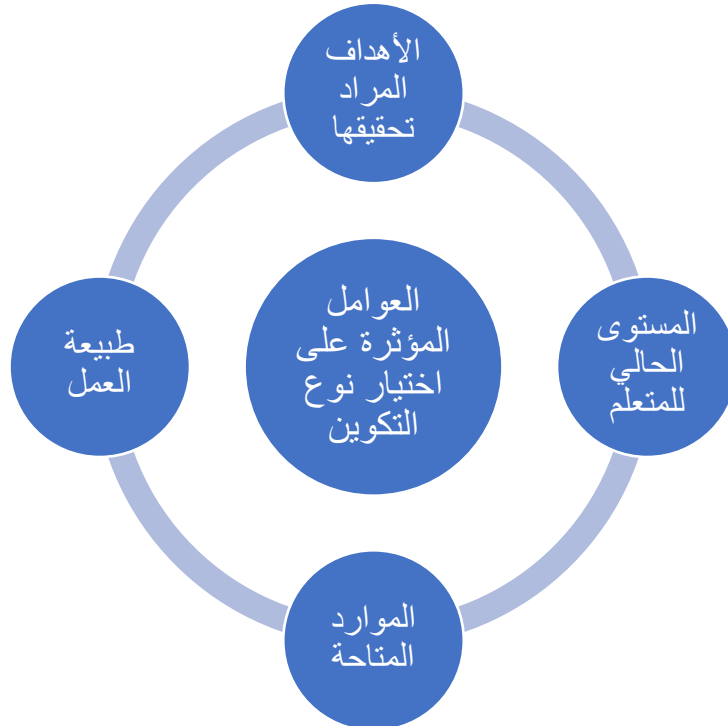 الأهداف
المراد
تحقيقها
العوامل
المؤثرة على
اختيار نوع
التكوين
المستوى
الحالي
للمتعلم
الموارد
المتاحة
طبيعة
العمل